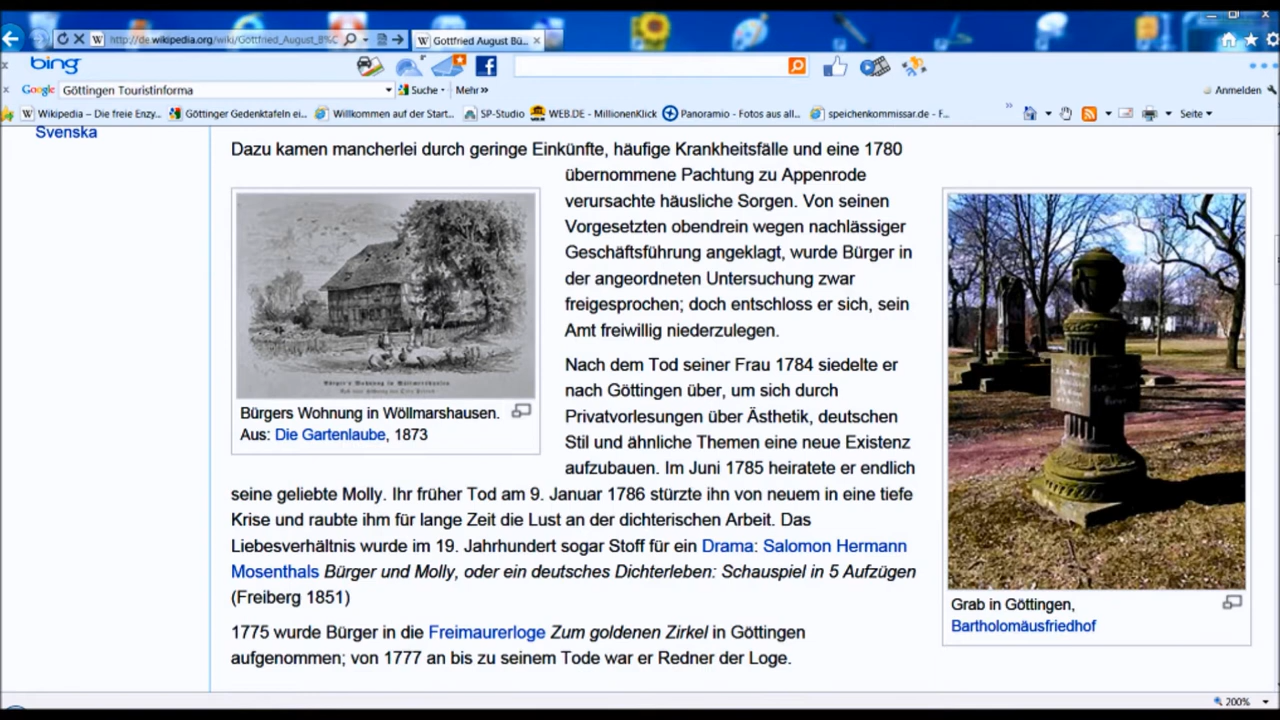 http://de.wikipedia.org/wiki/Gottfried_August_B%C
W Gottfried August Bü...
bing
Google
Göttingen Touristinforma
Suche
Mehr »
Anmelden
Wikipedia – Die freie Enzy...
Göttinger Gedenktafeln ei...
Willkommen auf der Start...
SP-Studio
WEB.DE - MillionenKlick
Panoramio - Fotos aus all...
speichenkommissar.de - F...
Seite
Svenska
Dazu kamen mancherlei durch geringe Einkünfte, häufige Krankheitsfälle und eine 1780
übernommene Pachtung zu Appenrode
verursachte häusliche Sorgen. Von seinen
Vorgesetzten obendrein wegen nachlässiger
Geschäftsführung angeklagt, wurde Bürger in
der angeordneten Untersuchung zwar
freigesprochen; doch entschloss er sich, sein
Amt freiwillig niederzulegen.
Bürger's Wohnung in Wöllmarshausen
Bürgers Wohnung in Wöllmarshausen.
Aus: Die Gartenlaube, 1873
Nach dem Tod seiner Frau 1784 siedelte er
nach Göttingen über, um sich durch
Privatvorlesungen über Ästhetik, deutschen
Stil und ähnliche Themen eine neue Existenz
aufzubauen. Im Juni 1785 heiratete er endlich
seine geliebte Molly. Ihr früher Tod am 9. Januar 1786 stürzte ihn von neuem in eine tiefe
Krise und raubte ihm für lange Zeit die Lust an der dichterischen Arbeit. Das
Liebesverhältnis wurde im 19. Jahrhundert sogar Stoff für ein Drama: Salomon Hermann
Mosenthals Bürger und Molly, oder ein deutsches Dichterleben: Schauspiel in 5 Aufzügen
(Freiberg 1851)
1775 wurde Bürger in die Freimaurerloge Zum goldenen Zirkel in Göttingen
aufgenommen; von 1777 an bis zu seinem Tode war er Redner der Loge.
Grab in Göttingen,
Bartholomäusfriedhof
200%